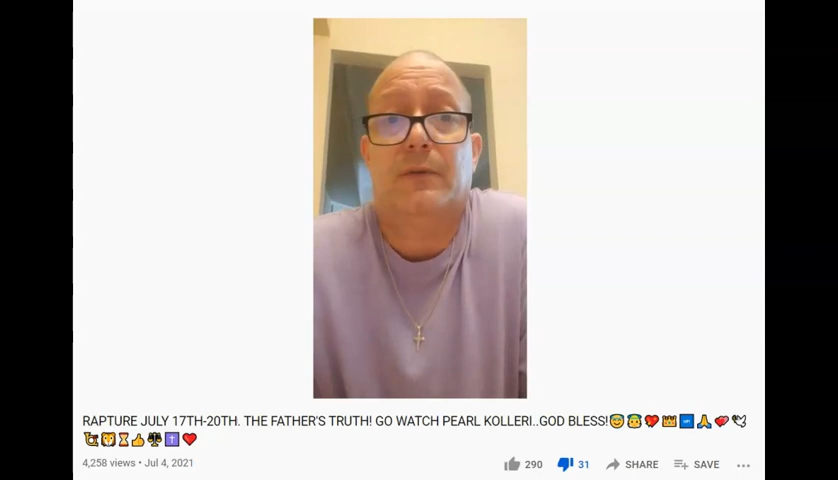 RAPTURE JULY 17TH-20TH. THE FATHER'S TRUTH! GO WATCH PEARL KOLLERI..GOD BLESS!😇👼💖👑🛐🙏💕🕊
💌🦁⏳👍⚖✝❤
4,258 views • Jul 4, 2021 290 31 SHARE SAVE